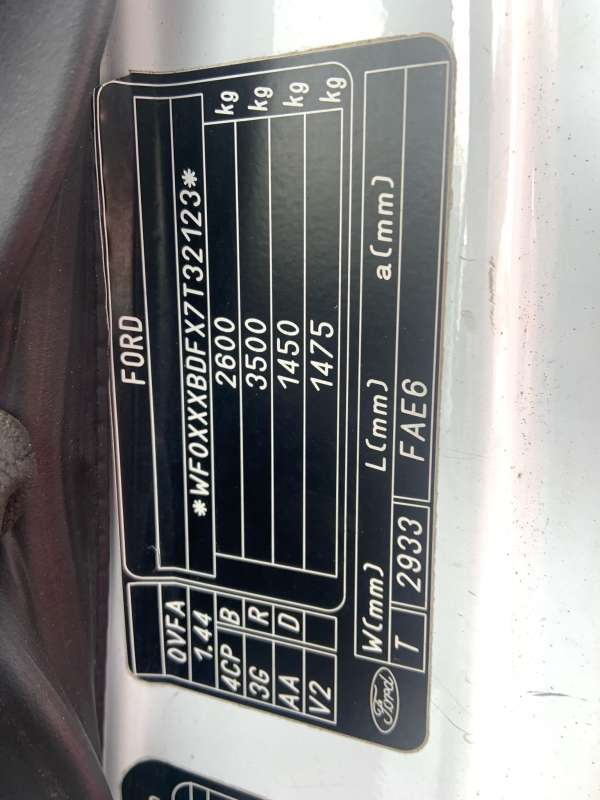 FORD
*WF0XXXBDFX7T32123*
2600 kg
3500 kg
1450 kg
1475 kg
0VFA
1.44
4CP B
3G R
AA D
V2
Ford
W(mm) L(mm) a(mm)
T 2933 FAE6